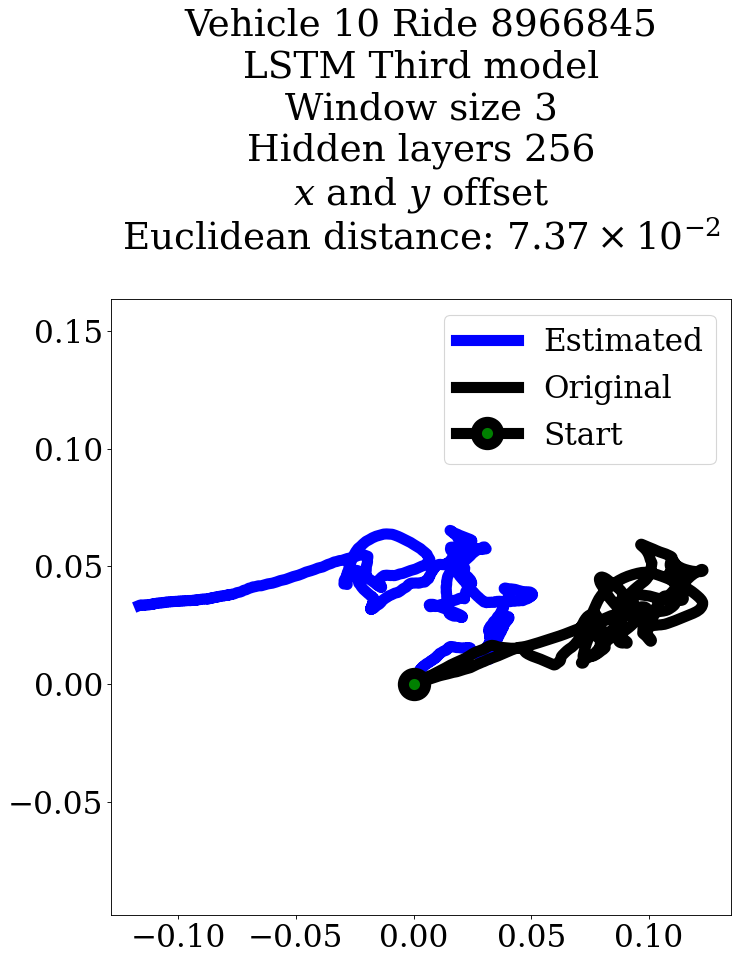 Vehicle 10 Ride 8966845
LSTM Third model
Window size 3
Hidden layers 256
x and y offset
Euclidean distance: 7.37 × 10⁻²
Estimated
Original
Start
0.15
0.10
0.05
0.00
−0.05
−0.10 −0.05 0.00 0.05 0.10